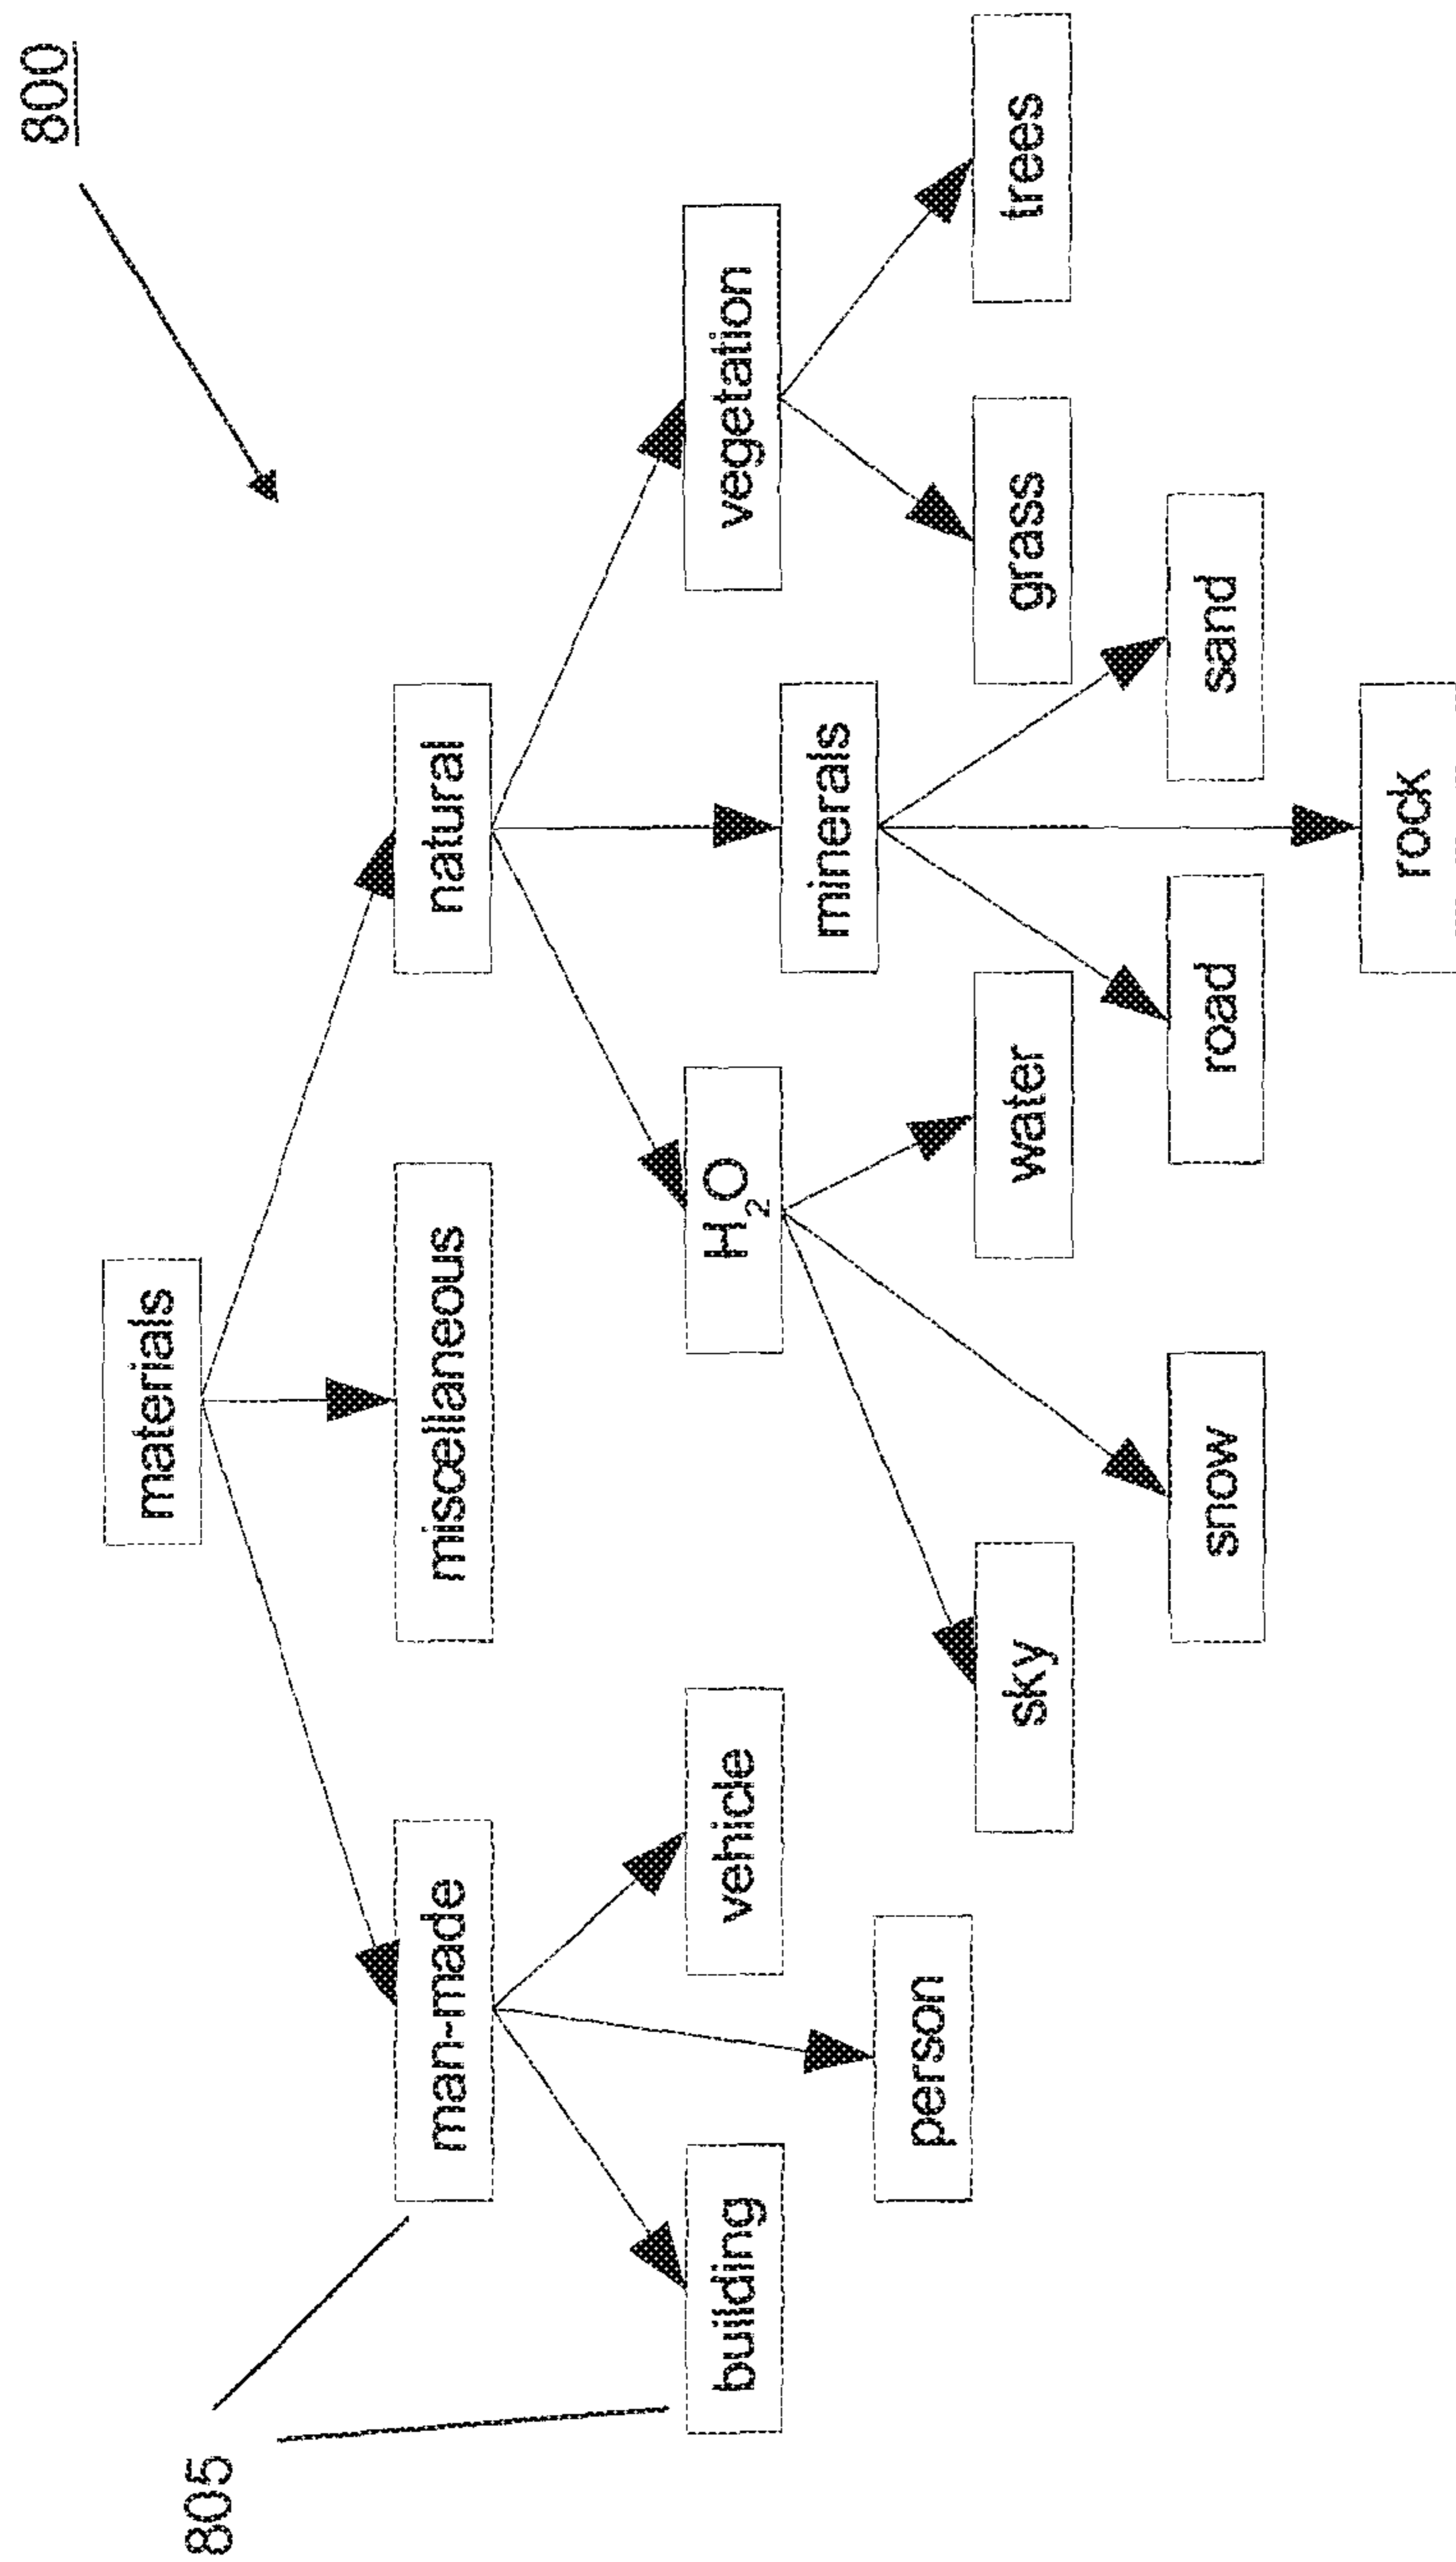 800
materials
805
man-made
miscellaneous
natural
building
vehicle
H₂O
vegetation
minerals
person
sky
water
grass
trees
snow
road
sand
rock